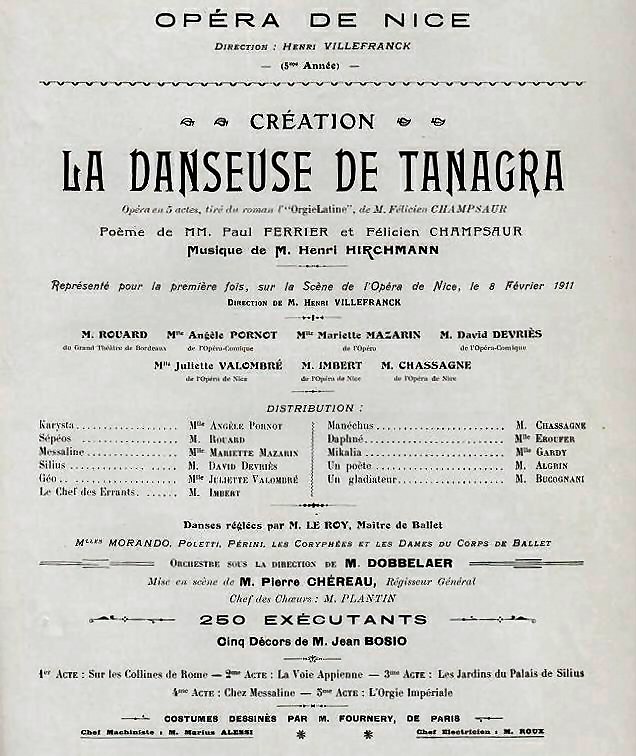 OPÉRA DE NICE
DIRECTION : HENRI VILLEFRANCK
— (5me Année) —
CRÉATION
LA DANSEUSE DE TANAGRA
Opéra en 5 actes, tiré du roman l'"OrgieLatine", de M. Félicien CHAMPSAUR
Poème de MM. Paul FERRIER et Félicien CHAMPSAUR
Musique de M. Henri HIRCHMANN
Représenté pour la première fois, sur la Scène de l'Opéra de Nice, le 8 Février 1911
DIRECTION DE M. HENRI VILLEFRANCK
M. ROUARD Mlle Angèle PORNOT Mlle Mariette MAZARIN M. David DEVRIÈS
du Grand Théâtre de Bordeaux de l'Opéra-Comique de l'Opéra de l'Opéra-Comique
Mlle Juliette VALOMBRÉ M. IMBERT M. CHASSAGNE
de l'Opéra de Nice de l'Opéra de Nice de l'Opéra de Nice
DISTRIBUTION :
Karysta................... Mlle ANGÈLE PORNOT
Sépéos ................... M. ROUARD
Messaline................. Mlle MARIETTE MAZARIN
Silius.................... M. DAVID DEVRIÈS
Géo....................... Mlle JULIETTE VALOMBRÉ
Le Chef des Errants....... M. IMBERT
Manéchus.................. M. CHASSAGNE
Daphné.................... Mlle EROUFER
Mikalia................... Mlle GARDY
Un poète.................. M. ALGRIN
Un gladiateur............. M. BUCOGNANI
Danses réglées par M. LE ROY, Maître de Ballet
Mlles MORANDO, POLETTI, PÉRINI, LES CORYPHÉES ET LES DAMES DU CORPS DE BALLET
ORCHESTRE SOUS LA DIRECTION DE M. DOBBELAER
Mise en scène de M. Pierre CHÉREAU, Régisseur Général
Chef des Chœurs : M. PLANTIN
250 EXÉCUTANTS
Cinq Décors de M. Jean BOSIO
1er ACTE : Sur les Collines de Rome — 2me ACTE : La Voie Appienne — 3me ACTE : Les Jardins du Palais de Silius
4me ACTE : Chez Messaline — 5me ACTE : L'Orgie Impériale
COSTUMES DESSINÉS PAR M. FOURNERY, DE PARIS
Chef Machiniste : M. Marius ALESSI Chef Electricien : M. ROUX